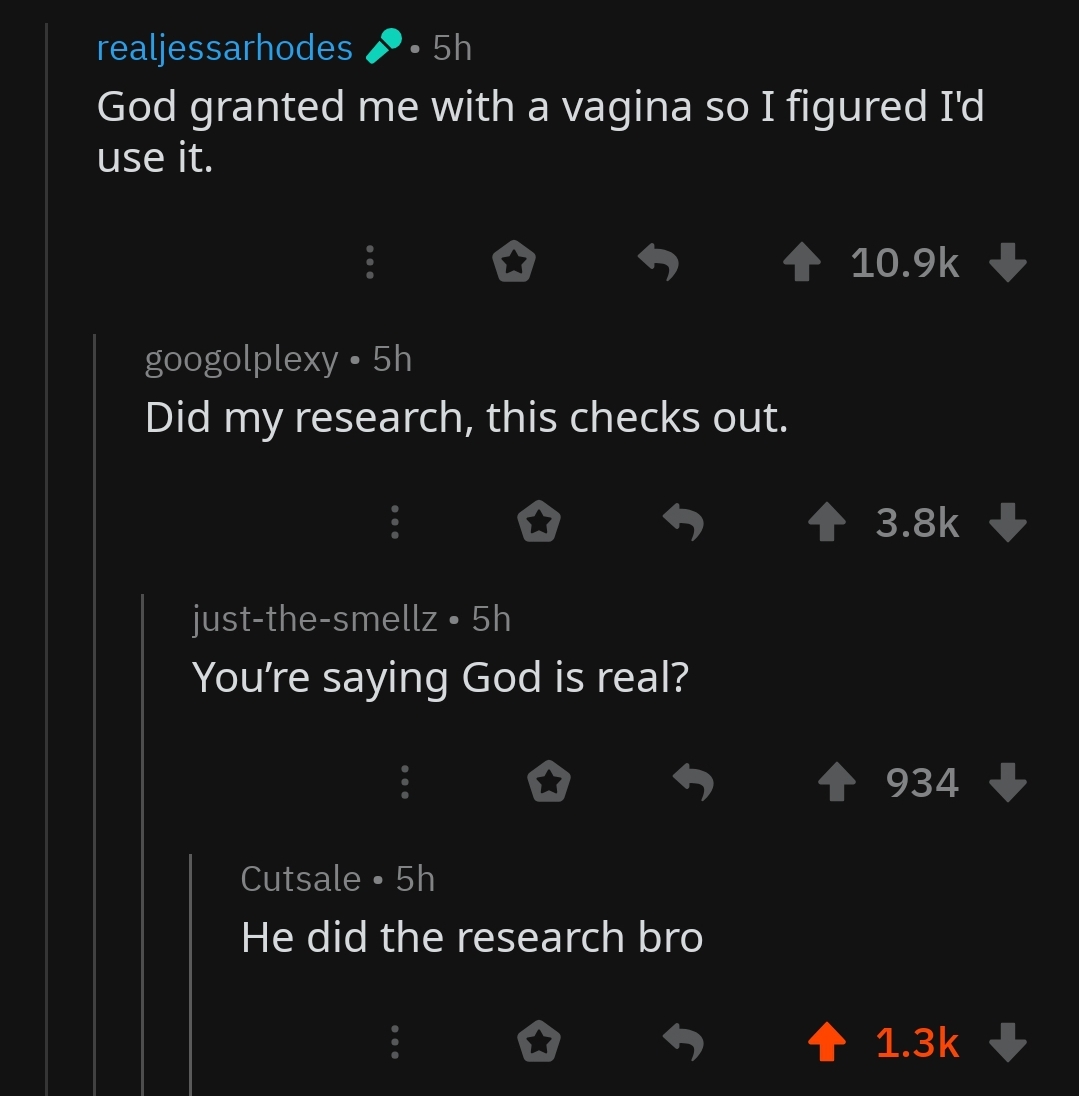 realjessarhodes • 5h
God granted me with a vagina so I figured I'd
use it.
10.9k
googolplexy • 5h
Did my research, this checks out.
3.8k
just-the-smellz • 5h
You’re saying God is real?
934
Cutsale • 5h
He did the research bro
1.3k